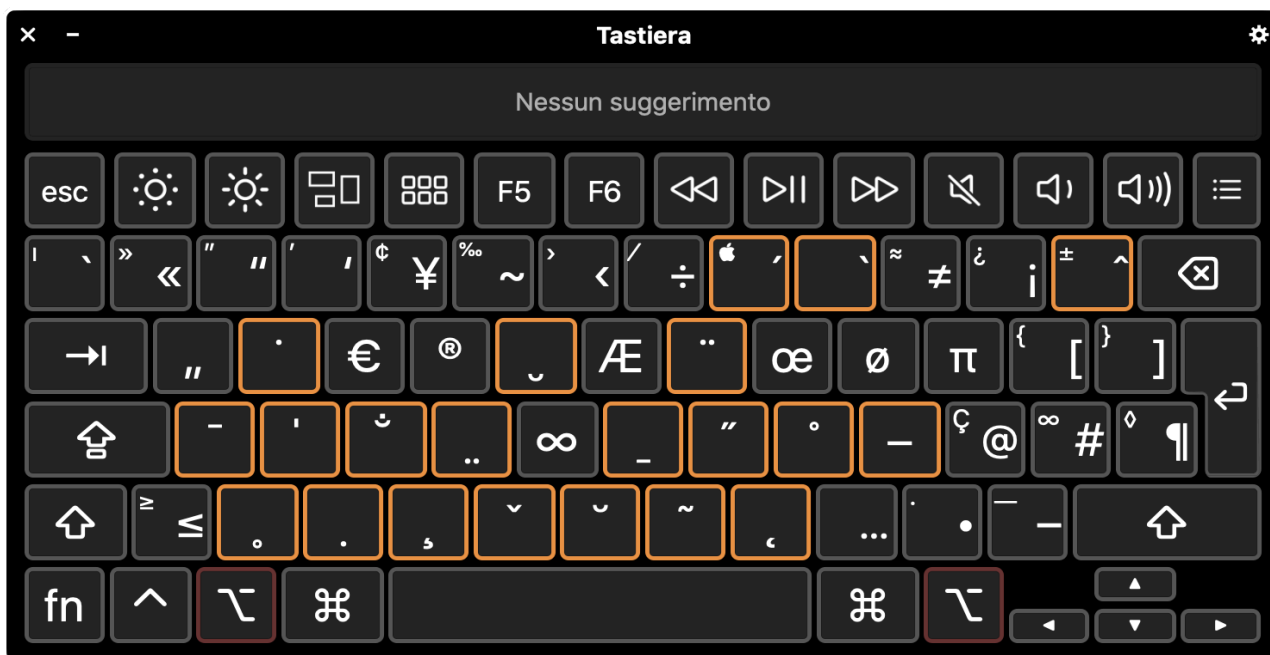 Tastiera
Nessun suggerimento
esc F5 F6
| ` » « " " ' ' ¢ ¥ ‰ ~ › ‹ / ÷ ´ ` ≈ ≠ ¿ ¡ ± ^
„ ˙ € ® ˬ Æ ¨ œ ø π { [ } ]
¯ ' ∞ _ ˝ ° – Ç @ ∞ # ◊ ¶
≥ ≤ ˳ . ¸ ˇ ˘ ~ ˛ … · • — –
fn ^ ⌥ ⌘ ⌘ ⌥